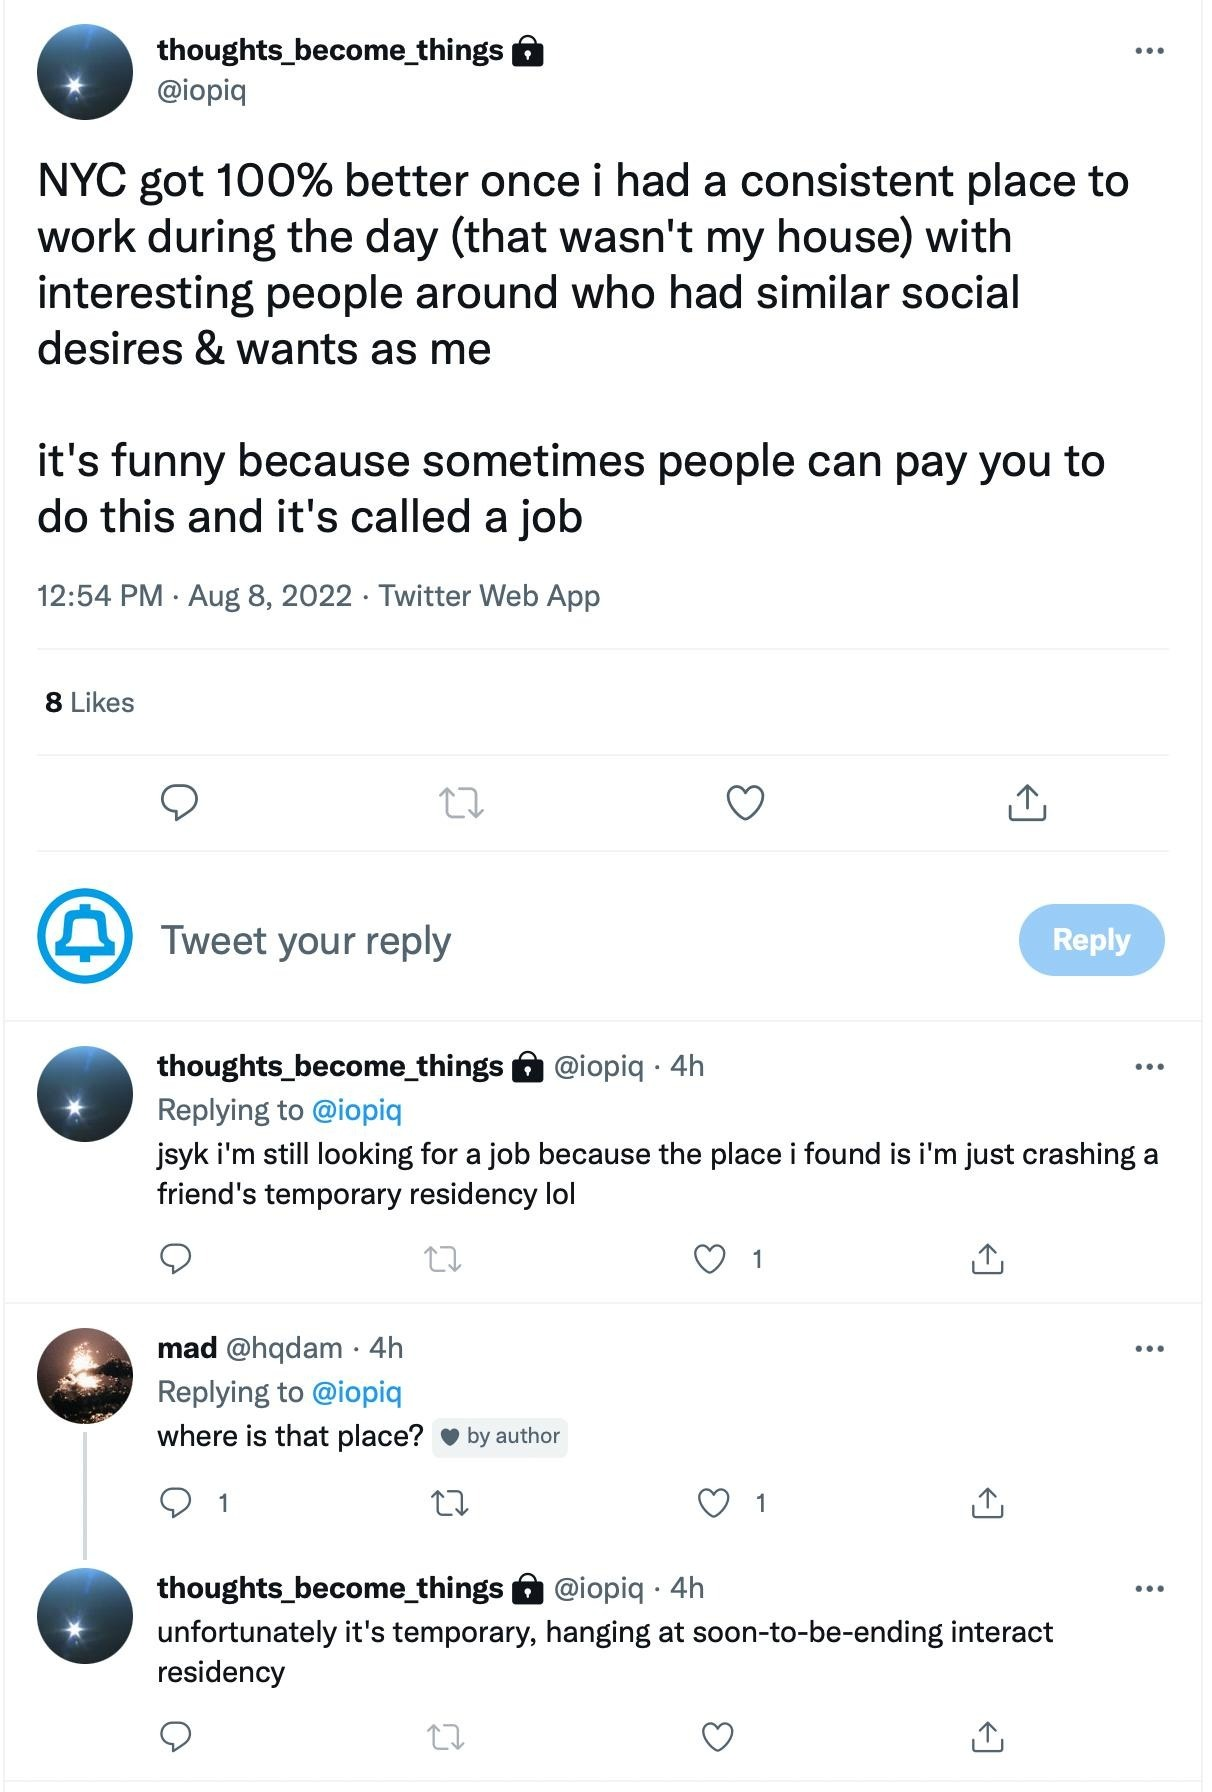 thoughts_become_things
@iopiq
NYC got 100% better once i had a consistent place to
work during the day (that wasn't my house) with
interesting people around who had similar social
desires & wants as me
it's funny because sometimes people can pay you to
do this and it's called a job
12:54 PM · Aug 8, 2022 · Twitter Web App
8 Likes
Tweet your reply
Reply
thoughts_become_things @iopiq · 4h
Replying to @iopiq
jsyk i'm still looking for a job because the place i found is i'm just crashing a
friend's temporary residency lol
1
mad @hqdam · 4h
Replying to @iopiq
where is that place? by author
1 1
thoughts_become_things @iopiq · 4h
unfortunately it's temporary, hanging at soon-to-be-ending interact
residency